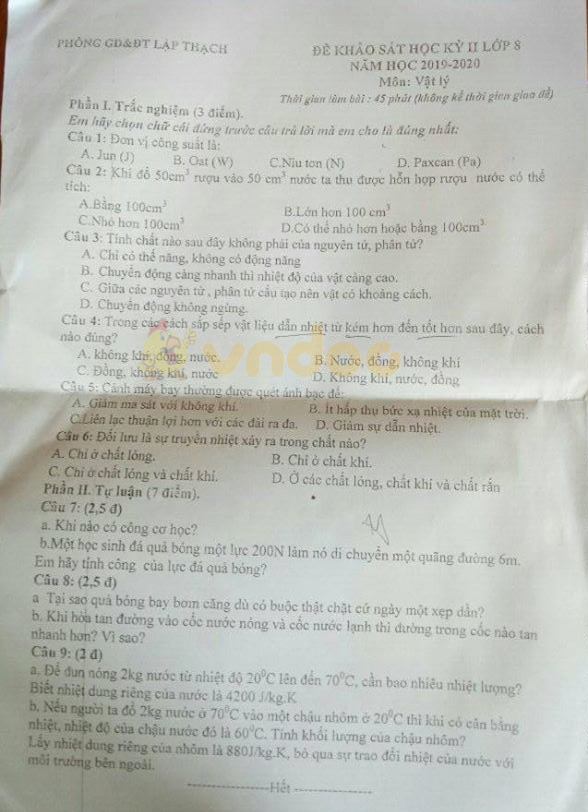 PHÒNG GD&ĐT LẬP THẠCH
ĐỀ KHẢO SÁT HỌC KỲ II LỚP 8
NĂM HỌC 2019-2020
Môn: Vật lý
Thời gian làm bài : 45 phút (không kể thời gian giao đề)
Phần I. Trắc nghiệm (3 điểm).
Em hãy chọn chữ cái đứng trước câu trả lời mà em cho là đúng nhất:
Câu 1: Đơn vị công suất là:
A. Jun (J) B. Oat (W) C.Niu tơn (N) D. Paxcan (Pa)
Câu 2: Khi đổ 50cm³ rượu vào 50 cm³ nước ta thu được hỗn hợp rượu nước có thể
tích:
A.Bằng 100cm³ B.Lớn hơn 100 cm³
C.Nhỏ hơn 100cm³ D.Có thể nhỏ hơn hoặc bằng 100cm³
Câu 3: Tính chất nào sau đây không phải của nguyên tử, phân tử?
A. Chỉ có thế năng, không có động năng
B. Chuyển động càng nhanh thì nhiệt độ của vật càng cao.
C. Giữa các nguyên tử , phân tử cấu tạo nên vật có khoảng cách.
D. Chuyển động không ngừng.
Câu 4: Trong các cách sắp sếp vật liệu dẫn nhiệt từ kém hơn đến tốt hơn sau đây, cách
nào đúng?
A. không khí, đồng, nước. B. Nước, đồng, không khí
C. Đồng, không khí, nước D. Không khí, nước, đồng
vndoc
Câu 5: Cánh máy bay thường được quét ánh bạc để:
A. Giảm ma sát với không khí. B. Ít hấp thụ bức xạ nhiệt của mặt trời.
C.Liên lạc thuận lợi hơn với các đài ra đa. D. Giảm sự dẫn nhiệt.
Câu 6: Đối lưu là sự truyền nhiệt xảy ra trong chất nào?
A. Chỉ ở chất lỏng. B. Chỉ ở chất khí.
C. Chỉ ở chất lỏng và chất khí. D. Ở các chất lỏng, chất khí và chất rắn
Phần II. Tự luận (7 điểm).
Câu 7: (2,5 đ)
a. Khi nào có công cơ học?
b.Một học sinh đá quả bóng một lực 200N làm nó di chuyển một quãng đường 6m.
Em hãy tính công của lực đá quả bóng?
Câu 8: (2,5 đ)
a Tại sao quả bóng bay bơm căng dù có buộc thật chặt cứ ngày một xẹp dần?
b. Khi hòa tan đường vào cốc nước nóng và cốc nước lạnh thì đường trong cốc nào tan
nhanh hơn? Vì sao?
Câu 9: (2 đ)
a. Để đun nóng 2kg nước từ nhiệt độ 20⁰C lên đến 70⁰C, cần bao nhiêu nhiệt lượng?
Biết nhiệt dung riêng của nước là 4200 J/kg.K
b. Nếu người ta đổ 2kg nước ở 70⁰C vào một chậu nhôm ở 20⁰C thì khi có cân bằng
nhiệt, nhiệt độ của chậu nước đó là 60⁰C. Tính khối lượng của chậu nhôm?
Lấy nhiệt dung riêng của nhôm là 880J/kg.K, bỏ qua sự trao đổi nhiệt của nước với
môi trường bên ngoài.
--------------------Hết--------------------